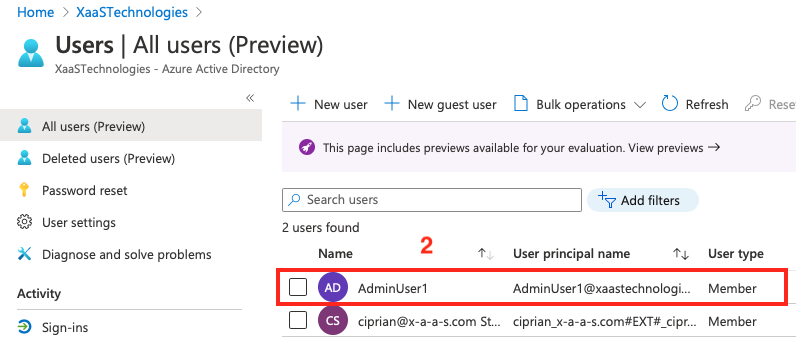 Home > XaaSTechnologies >
Users | All users (Preview)
XaaSTechnologies - Azure Active Directory
«
All users (Preview)
Deleted users (Preview)
Password reset
User settings
Diagnose and solve problems
Activity
Sign-ins
+ New user + New guest user Bulk operations Refresh Reset
This page includes previews available for your evaluation. View previews →
Search users
Add filters
2 users found
2
Name ↑↓ User principal name ↑↓ User type
AD AdminUser1 AdminUser1@xaastechnologi... Member
CS ciprian@x-a-a-s.com St... ciprian_x-a-a-s.com#EXT#_cipr... Member